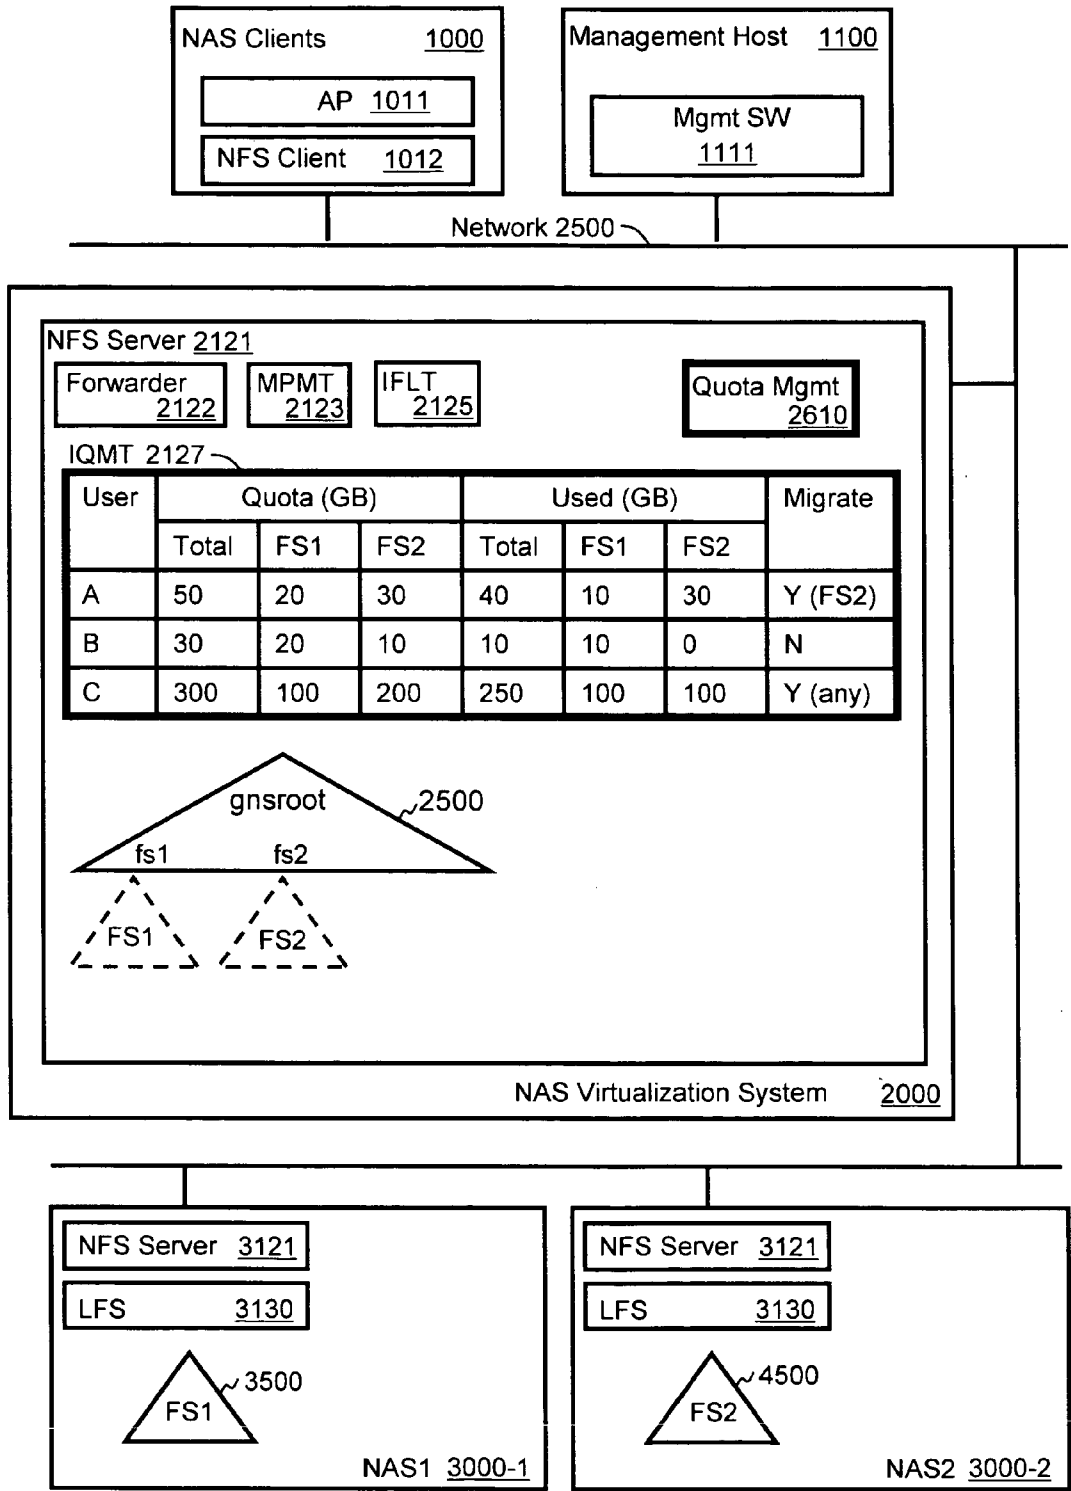 NAS Clients 1000
AP 1011
NFS Client 1012
Management Host 1100
Mgmt SW
1111
Network 2500
NFS Server 2121
Forwarder
2122
MPMT
2123
IFLT
2125
Quota Mgmt
2610
IQMT 2127
User Quota (GB) Used (GB) Migrate
Total FS1 FS2 Total FS1 FS2
A 50 20 30 40 10 30 Y (FS2)
B 30 20 10 10 10 0 N
C 300 100 200 250 100 100 Y (any)
gnsroot 2500
fs1 fs2
FS1 FS2
NAS Virtualization System 2000
NFS Server 3121
LFS 3130
3500
FS1
NAS1 3000-1
NFS Server 3121
LFS 3130
4500
FS2
NAS2 3000-2